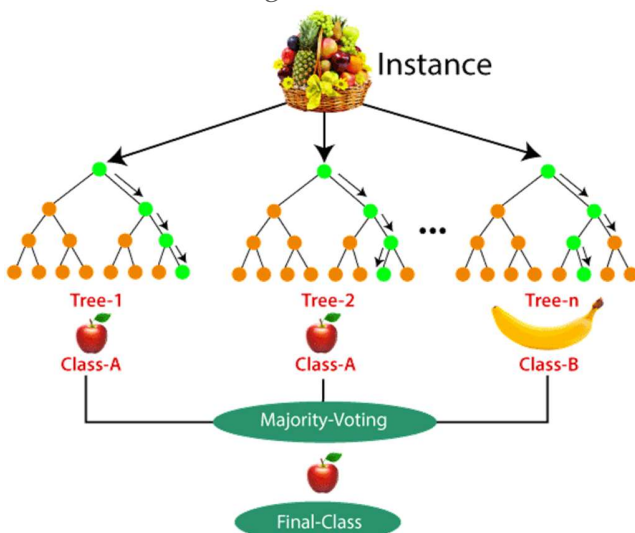 Instance
...
Tree-1
Tree-2
Tree-n
Class-A
Class-A
Class-B
Majority-Voting
Final-Class